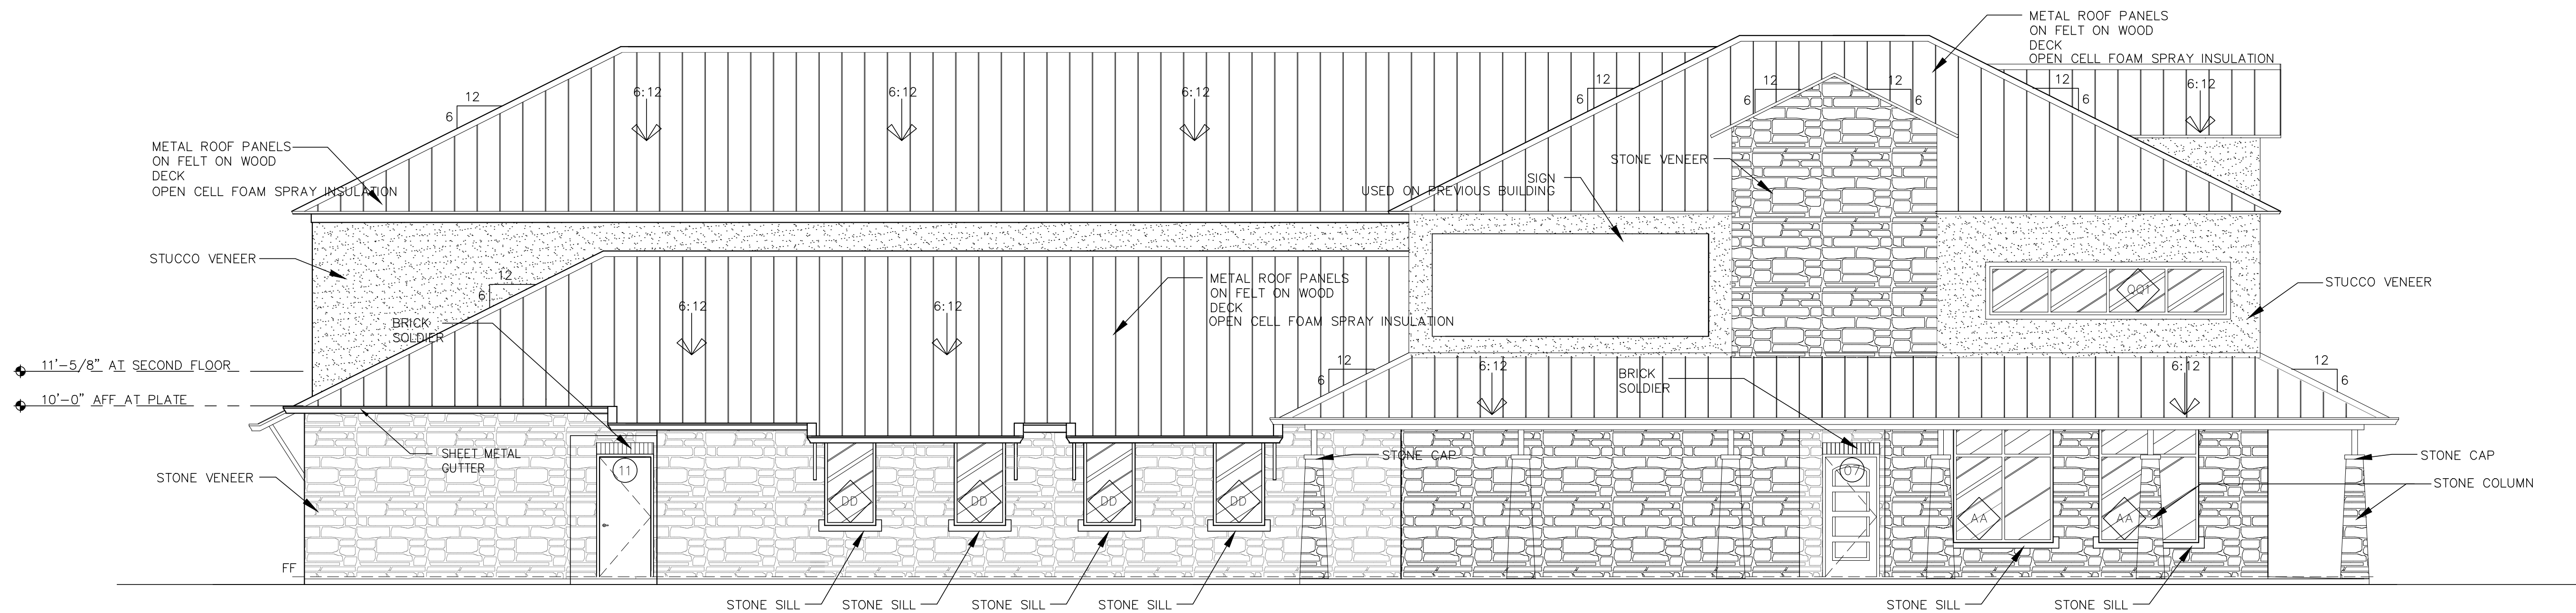 METAL ROOF PANELS
ON FELT ON WOOD
DECK
OPEN CELL FOAM SPRAY INSULATION
12
6
6:12
6:12
6:12
12
6
12
6
12
6
12
6
6:12
METAL ROOF PANELS
ON FELT ON WOOD
DECK
OPEN CELL FOAM SPRAY INSULATION
STONE VENEER
SIGN
USED ON PREVIOUS BUILDING
STUCCO VENEER
12
6
METAL ROOF PANELS
ON FELT ON WOOD
DECK
OPEN CELL FOAM SPRAY INSULATION
QQ1
STUCCO VENEER
6:12
6:12
BRICK
SOLDIER
11'-5/8" AT SECOND FLOOR
10'-0" AFF AT PLATE
12
6
6:12
BRICK
SOLDIER
6:12
12
6
SHEET METAL
GUTTER
STONE VENEER
11
STONE CAP
07
STONE CAP
STONE COLUMN
DD
DD
DD
DD
AA
AA
FF
STONE SILL
STONE SILL
STONE SILL
STONE SILL
STONE SILL
STONE SILL